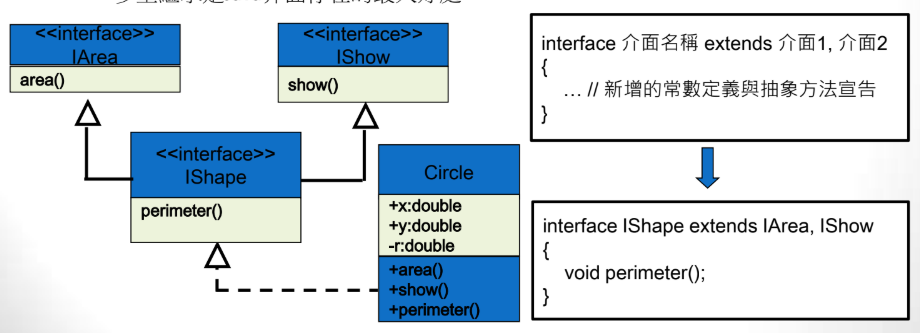 <<interface>>
IArea
area()
<<interface>>
IShow
show()
<<interface>>
IShape
perimeter()
Circle
+x:double
+y:double
-r:double
+area()
+show()
+perimeter()
interface 介面名稱 extends 介面1, 介面2
{
… // 新增的常數定義與抽象方法宣告
}
interface IShape extends IArea, IShow
{
void perimeter();
}